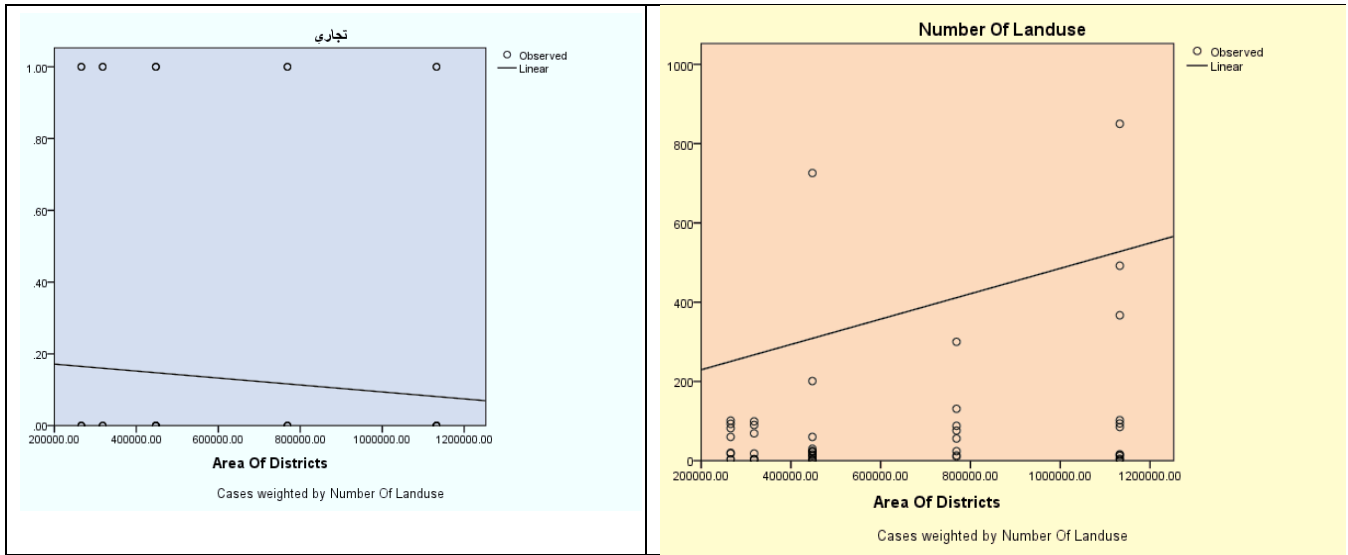 تجاري
Observed
Linear
1.00
.80
.60
.40
.20
.00
200000.00 400000.00 600000.00 800000.00 1000000.00 1200000.00
Area Of Districts
Cases weighted by Number Of Landuse
Number Of Landuse
Observed
Linear
1000
800
600
400
200
0
200000.00 400000.00 600000.00 800000.00 1000000.00 1200000.00
Area Of Districts
Cases weighted by Number Of Landuse